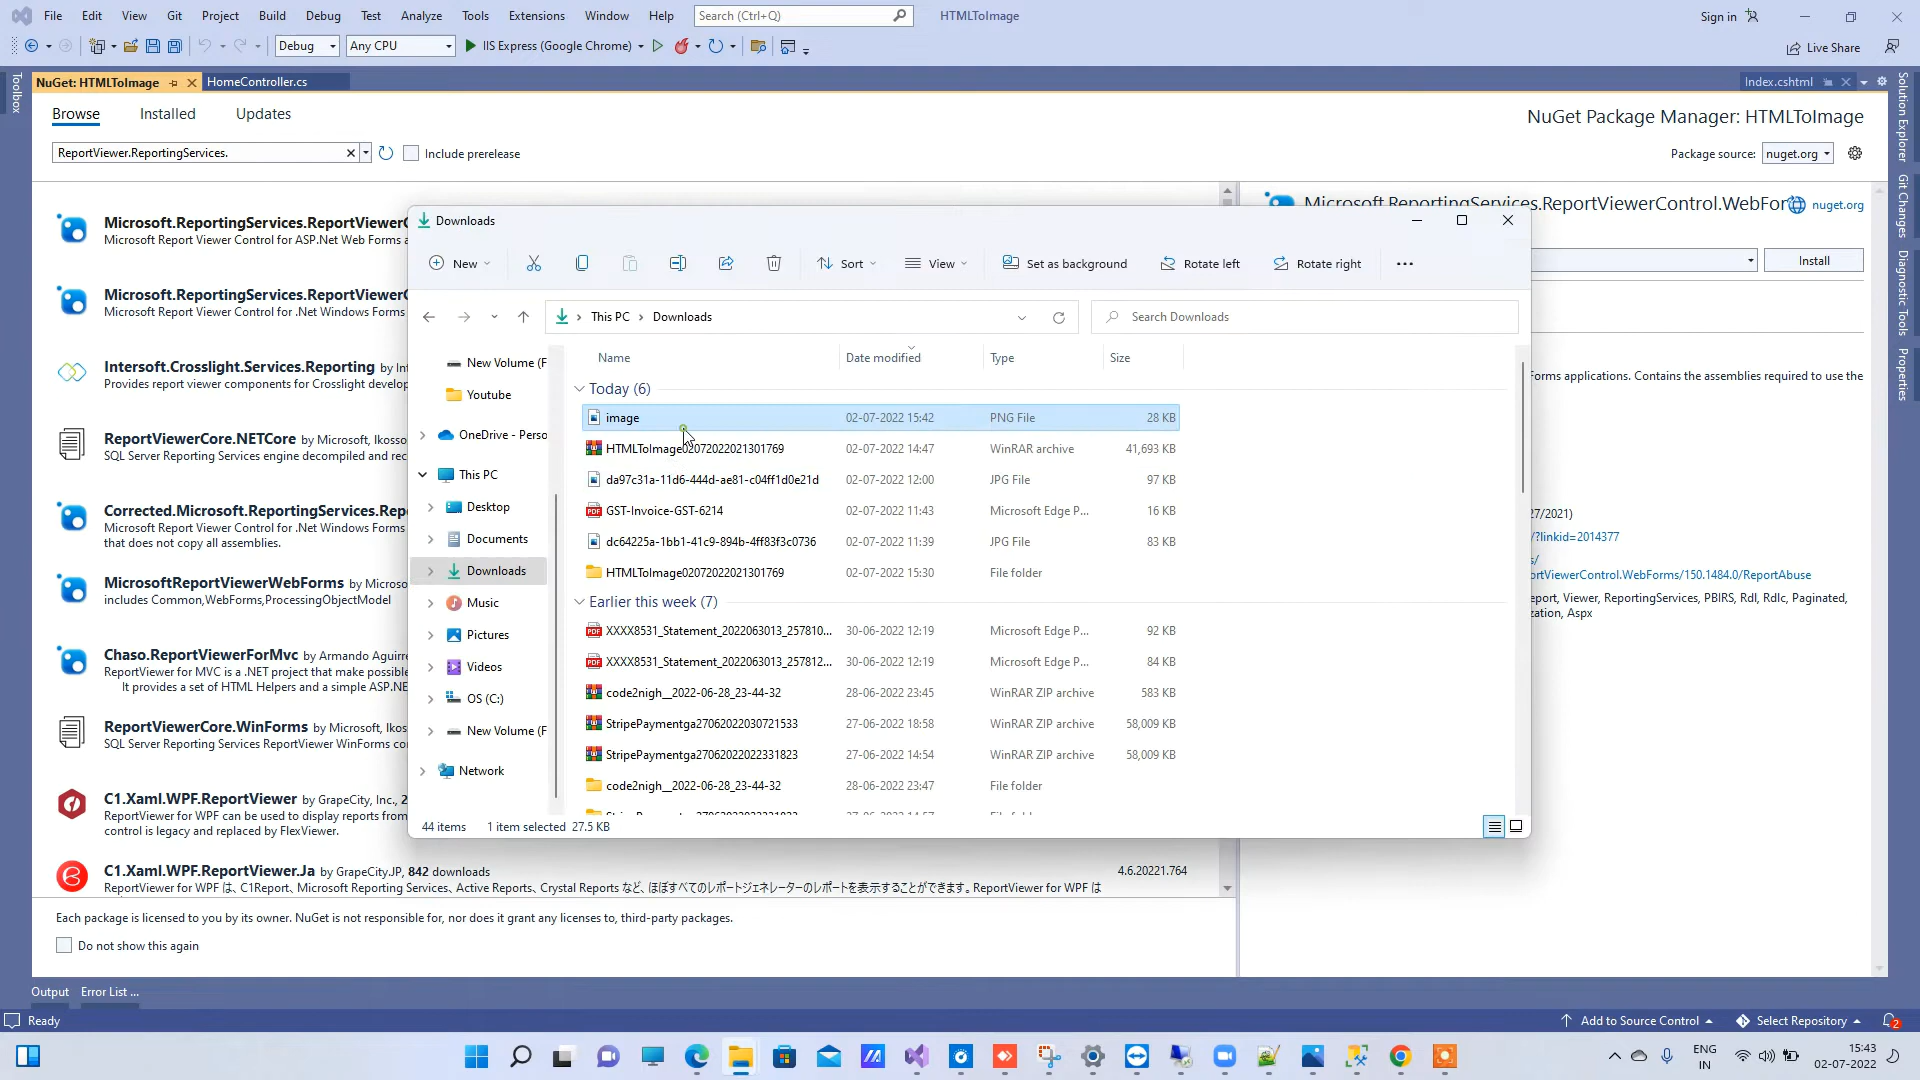 File Edit View Git Project Build Debug Test Analyze Tools Extensions Window Help Search (Ctrl+Q) HTMLToImage Sign in
Debug Any CPU IIS Express (Google Chrome) Live Share
Toolbox NuGet: HTMLToImage HomeController.cs Index.cshtml
Browse Installed Updates NuGet Package Manager: HTMLToImage
ReportViewer.ReportingServices. Include prerelease Package source: nuget.org
Solution Explorer
Git Changes
Diagnostic Tools
Properties
Microsoft.ReportingServices.ReportViewerC
Microsoft Report Viewer Control for ASP.Net Web Forms a
Microsoft.ReportingServices.ReportViewerC
Microsoft Report Viewer Control for .Net Windows Forms
Intersoft.Crosslight.Services.Reporting by Int
Provides report viewer components for Crosslight develop
ReportViewerCore.NETCore by Microsoft, lkosso
SQL Server Reporting Services engine decompiled and rec
Corrected.Microsoft.ReportingServices.Rep
Microsoft Report Viewer Control for .Net Windows Forms
that does not copy all assemblies.
MicrosoftReportViewerWebForms by Microso
includes Common,WebForms,ProcessingObjectModel
Chaso.ReportViewerForMvc by Armando Aguirre
ReportViewer for MVC is a .NET project that make possible
It provides a set of HTML Helpers and a simple ASP.NE
ReportViewerCore.WinForms by Microsoft, lkos
SQL Server Reporting Services ReportViewer WinForms co
C1.Xaml.WPF.ReportViewer by GrapeCity, Inc., 2
ReportViewer for WPF can be used to display reports from
control is legacy and replaced by FlexViewer.
C1.Xaml.WPF.ReportViewer.Ja by GrapeCity.JP, 842 downloads 4.6.20221.764
ReportViewer for WPF は、C1Report、Microsoft Reporting Services、Active Reports、Crystal Reports など、ほぼすべてのレポートジェネレーターのレポートを表示することができます。ReportViewer for WPF は
Each package is licensed to you by its owner. NuGet is not responsible for, nor does it grant any licenses to, third-party packages.
Do not show this again
Microsoft.ReportingServices.ReportViewerControl.WebFor nuget.org
Install
orms applications. Contains the assemblies required to use the
27/2021)
/?linkid=2014377
s/
ortViewerControl.WebForms/150.1484.0/ReportAbuse
eport, Viewer, ReportingServices, PBIRS, Rdl, Rdlc, Paginated,
zation, Aspx
Downloads
New Sort View Set as background Rotate left Rotate right
This PC Downloads Search Downloads
New Volume (F
Youtube
OneDrive - Perso
This PC
Desktop
Documents
Downloads
Music
Pictures
Videos
OS (C:)
New Volume (F
Network
Name Date modified Type Size
Today (6)
image 02-07-2022 15:42 PNG File 28 KB
HTMLToImage02072022021301769 02-07-2022 14:47 WinRAR archive 41,693 KB
da97c31a-11d6-444d-ae81-c04ff1d0e21d 02-07-2022 12:00 JPG File 97 KB
GST-Invoice-GST-6214 02-07-2022 11:43 Microsoft Edge P... 16 KB
dc64225a-1bb1-41c9-894b-4ff83f3c0736 02-07-2022 11:39 JPG File 83 KB
HTMLToImage02072022021301769 02-07-2022 15:30 File folder
Earlier this week (7)
XXXX8531_Statement_2022063013_257810... 30-06-2022 12:19 Microsoft Edge P... 92 KB
XXXX8531_Statement_2022063013_257812... 30-06-2022 12:19 Microsoft Edge P... 84 KB
code2nigh__2022-06-28_23-44-32 28-06-2022 23:45 WinRAR ZIP archive 583 KB
StripePaymentga27062022030721533 27-06-2022 18:58 WinRAR ZIP archive 58,009 KB
StripePaymentga27062022022331823 27-06-2022 14:54 WinRAR ZIP archive 58,009 KB
code2nigh__2022-06-28_23-44-32 28-06-2022 23:47 File folder
44 items 1 item selected 27.5 KB
Output Error List ...
Ready Add to Source Control Select Repository 2
ENG
IN
15:43
02-07-2022